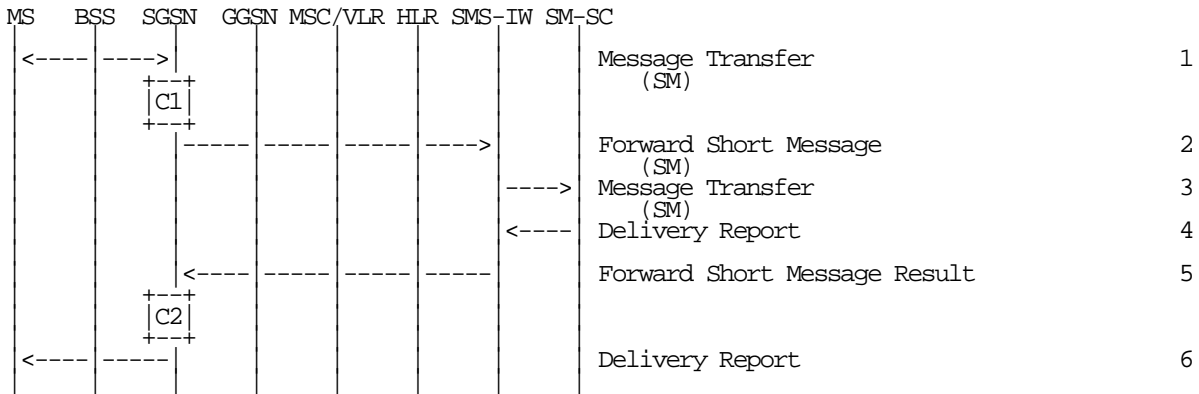 MS BSS SGSN GGSN MSC/VLR HLR SMS-IW SM-SC
Message Transfer 1
(SM)
C1
Forward Short Message 2
(SM)
Message Transfer 3
(SM)
Delivery Report 4
Forward Short Message Result 5
C2
Delivery Report 6